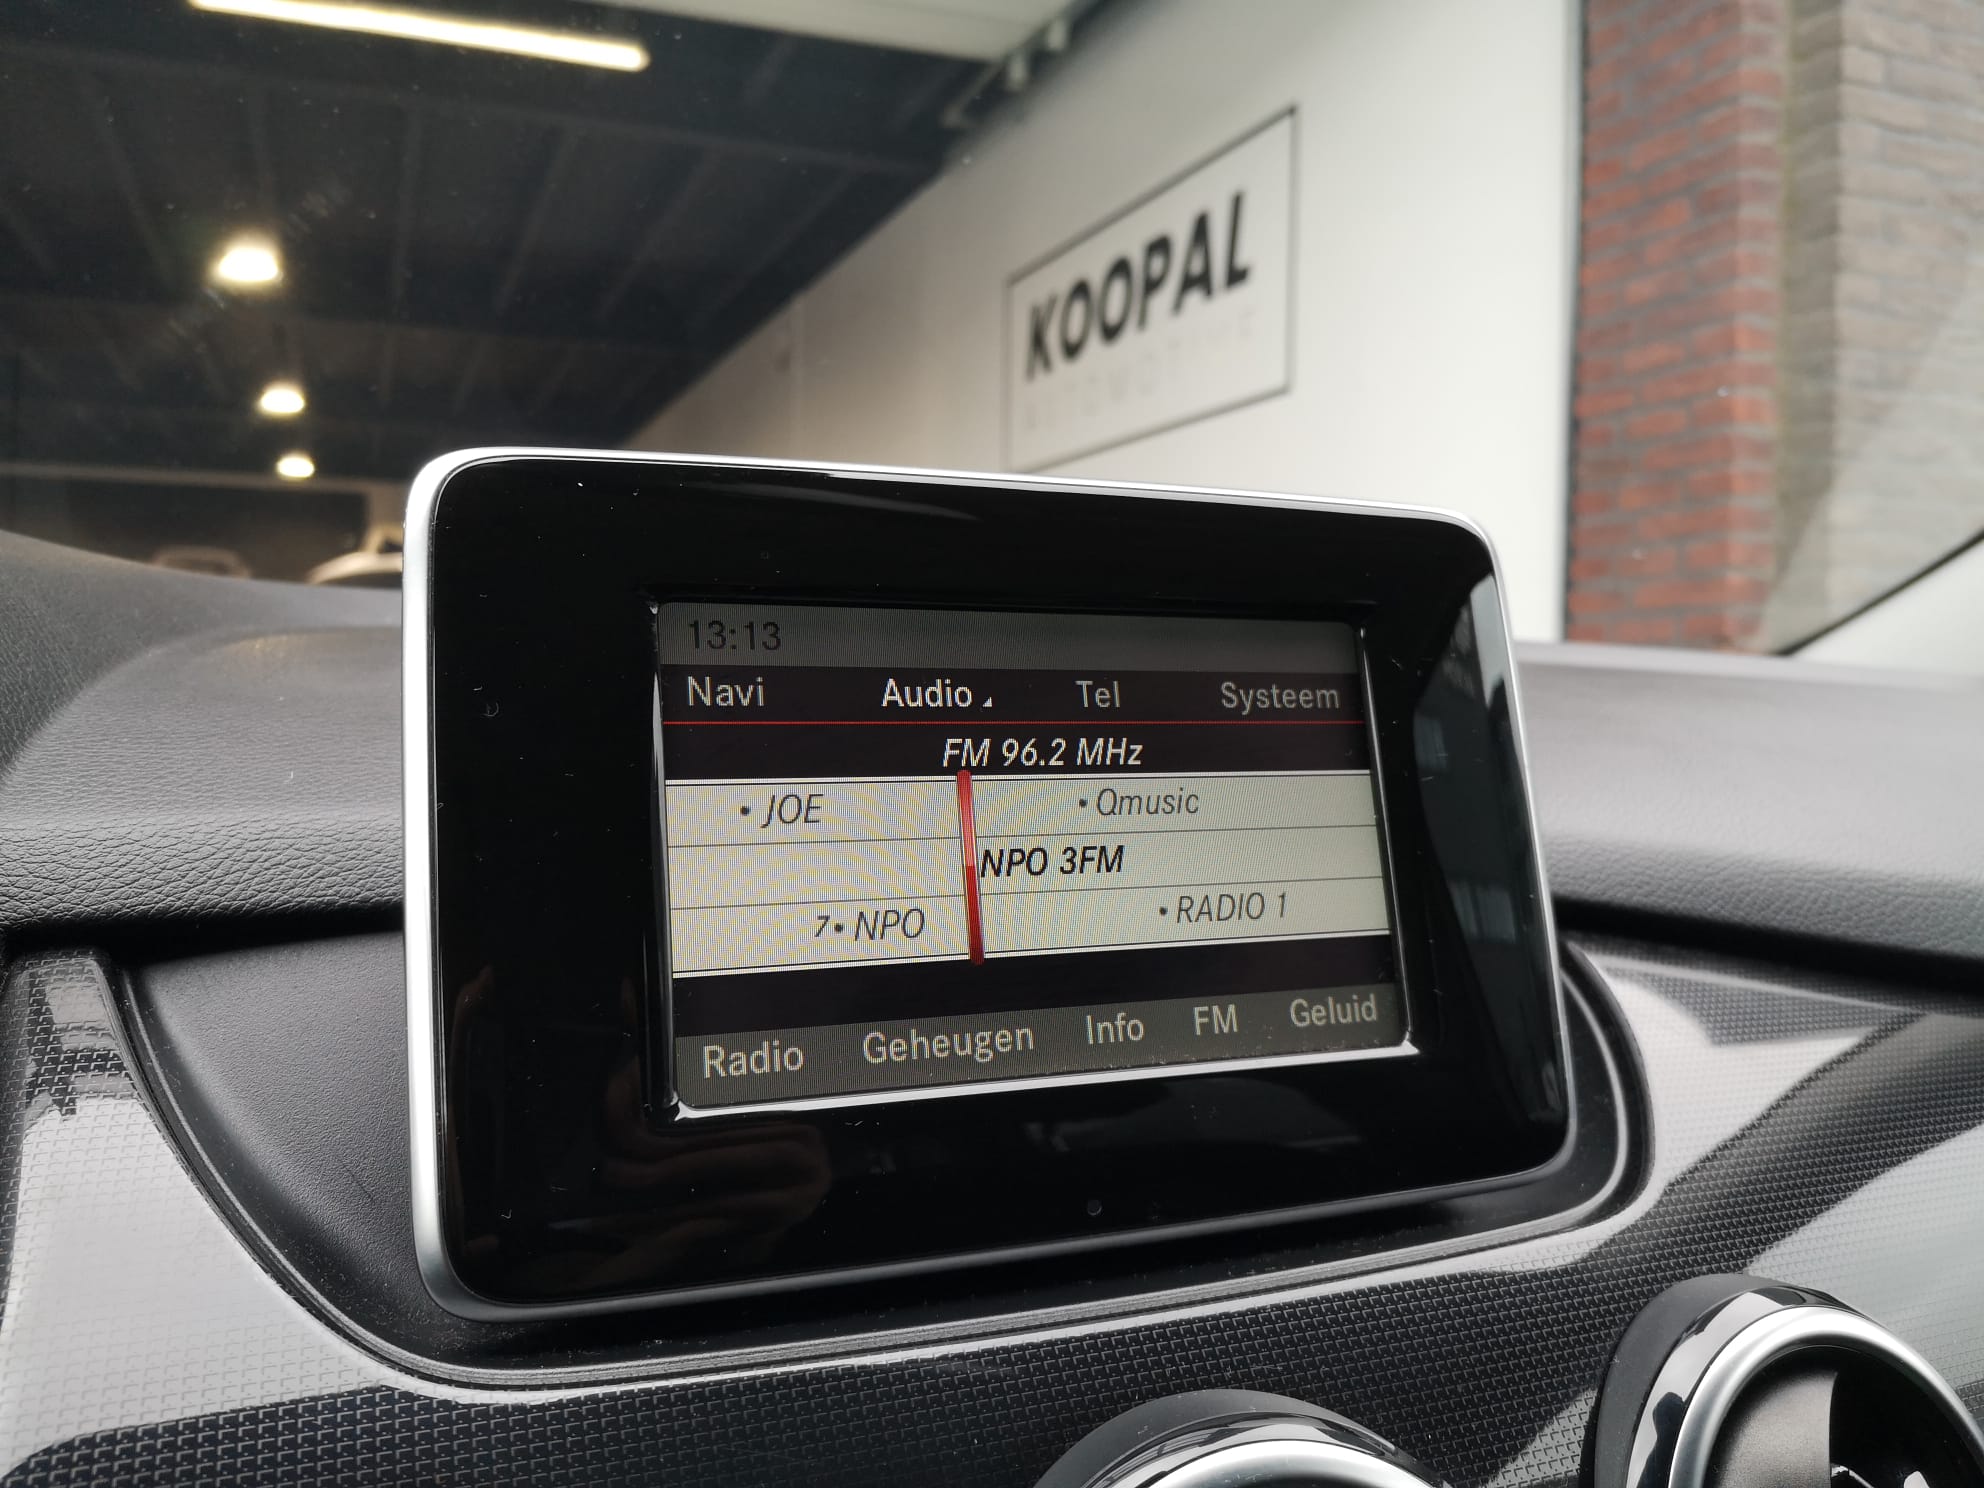 KOOPAL
AUTOMOTIVE
13:13
Navi Audio Tel Systeem
FM 96.2 MHz
• JOE • Qmusic
NPO 3FM
7• NPO • RADIO 1
Radio Geheugen Info FM Geluid